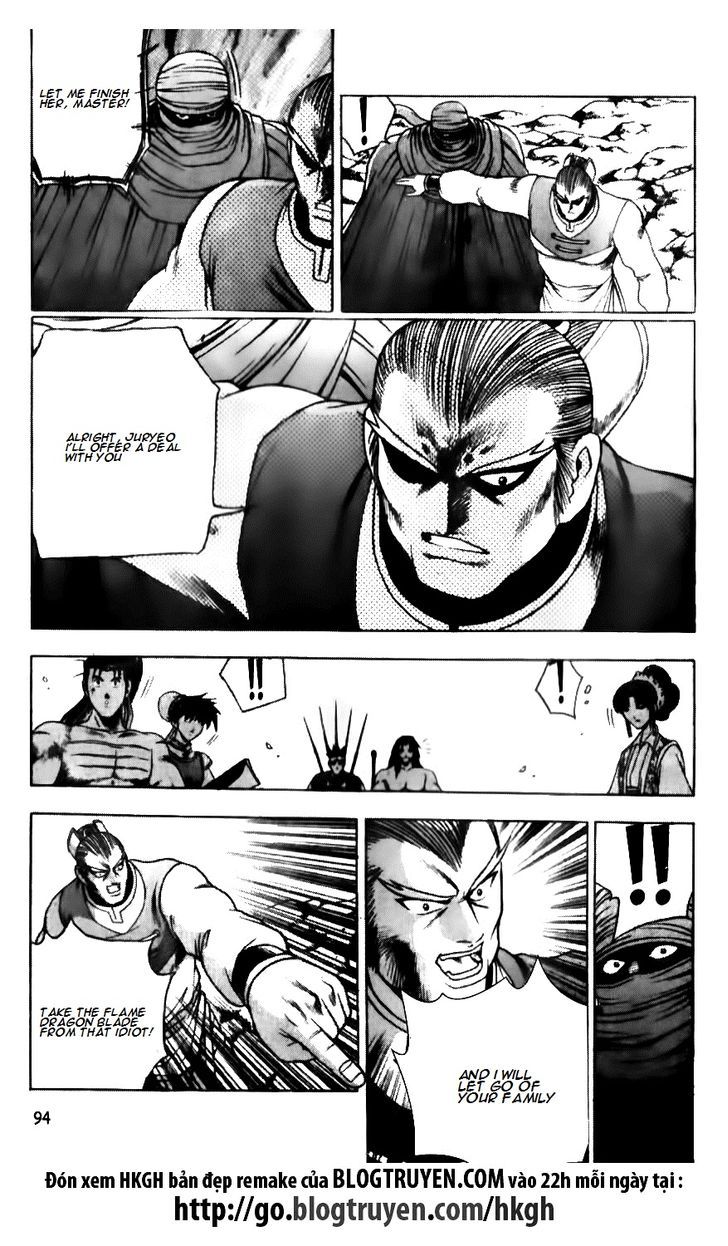 LET ME FINISH
HER, MASTER!
!
ALRIGHT, JURYEO
I'LL OFFER A DEAL
WITH YOU
!!
!
TAKE THE FLAME
DRAGON BLADE
FROM THAT IDIOT!
AND I WILL
LET GO OF
YOUR FAMILY
!!
94
Đón xem HKGH bản đẹp remake của BLOGTRUYEN.COM vào 22h mỗi ngày tại :
http://go.blogtruyen.com/hkgh